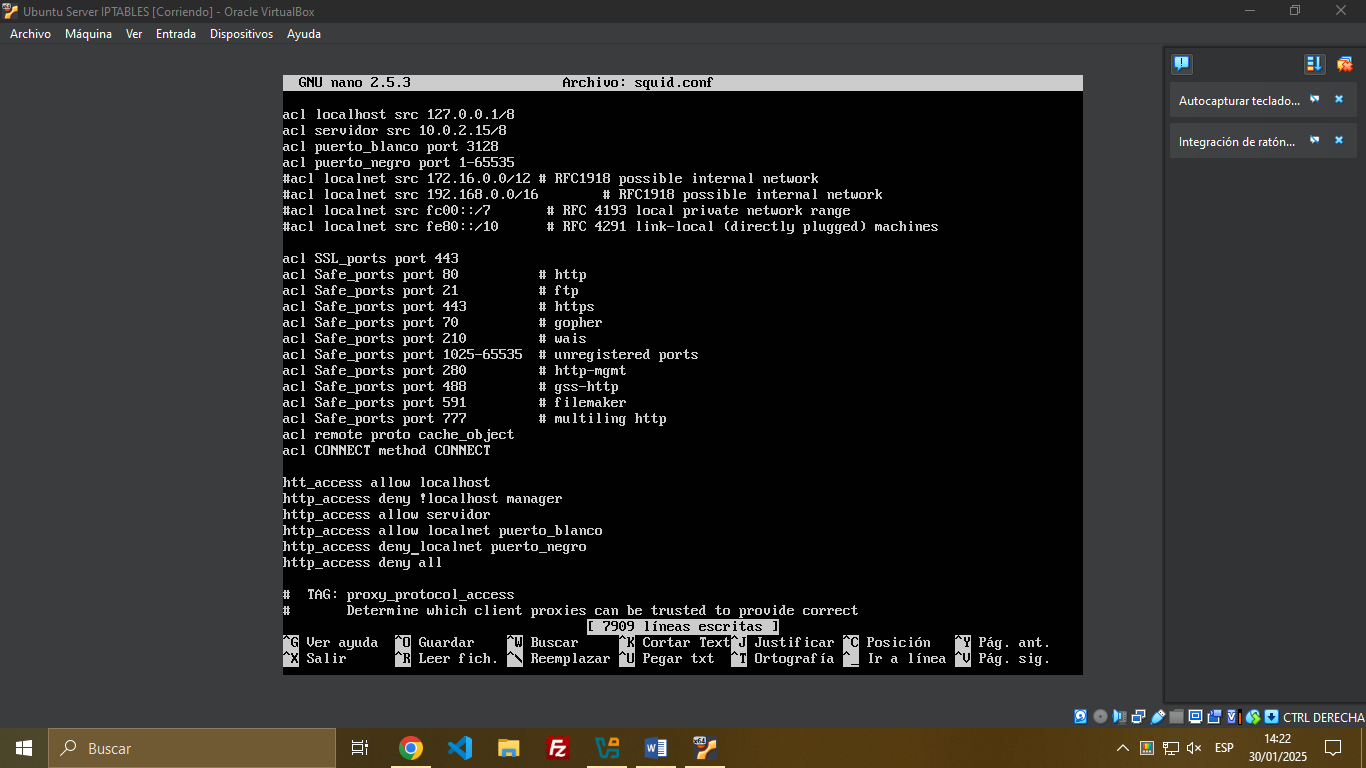 Ubuntu Server IPTABLES [Corriendo] - Oracle VirtualBox
Archivo Máquina Ver Entrada Dispositivos Ayuda
Autocapturar teclado...
Integración de ratón...
GNU nano 2.5.3 Archivo: squid.conf
acl localhost src 127.0.0.1/8
acl servidor src 10.0.2.15/8
acl puerto_blanco port 3128
acl puerto_negro port 1-65535
#acl localnet src 172.16.0.0/12 # RFC1918 possible internal network
#acl localnet src 192.168.0.0/16 # RFC1918 possible internal network
#acl localnet src fc00::/7 # RFC 4193 local private network range
#acl localnet src fe80::/10 # RFC 4291 link-local (directly plugged) machines
acl SSL_ports port 443
acl Safe_ports port 80 # http
acl Safe_ports port 21 # ftp
acl Safe_ports port 443 # https
acl Safe_ports port 70 # gopher
acl Safe_ports port 210 # wais
acl Safe_ports port 1025-65535 # unregistered ports
acl Safe_ports port 280 # http-mgmt
acl Safe_ports port 488 # gss-http
acl Safe_ports port 591 # filemaker
acl Safe_ports port 777 # multiling http
acl remote proto cache_object
acl CONNECT method CONNECT
htt_access allow localhost
http_access deny !localhost manager
http_access allow servidor
http_access allow localnet puerto_blanco
http_access deny_localnet puerto_negro
http_access deny all
# TAG: proxy_protocol_access
# Determine which client proxies can be trusted to provide correct
[ 7909 líneas escritas ]
^G Ver ayuda ^O Guardar ^W Buscar ^K Cortar Text ^J Justificar ^C Posición ^Y Pág. ant.
^X Salir ^R Leer fich. ^\ Reemplazar ^U Pegar txt ^T Ortografía ^_ Ir a línea ^V Pág. sig.
CTRL DERECHA
Buscar
ESP
14:22
30/01/2025